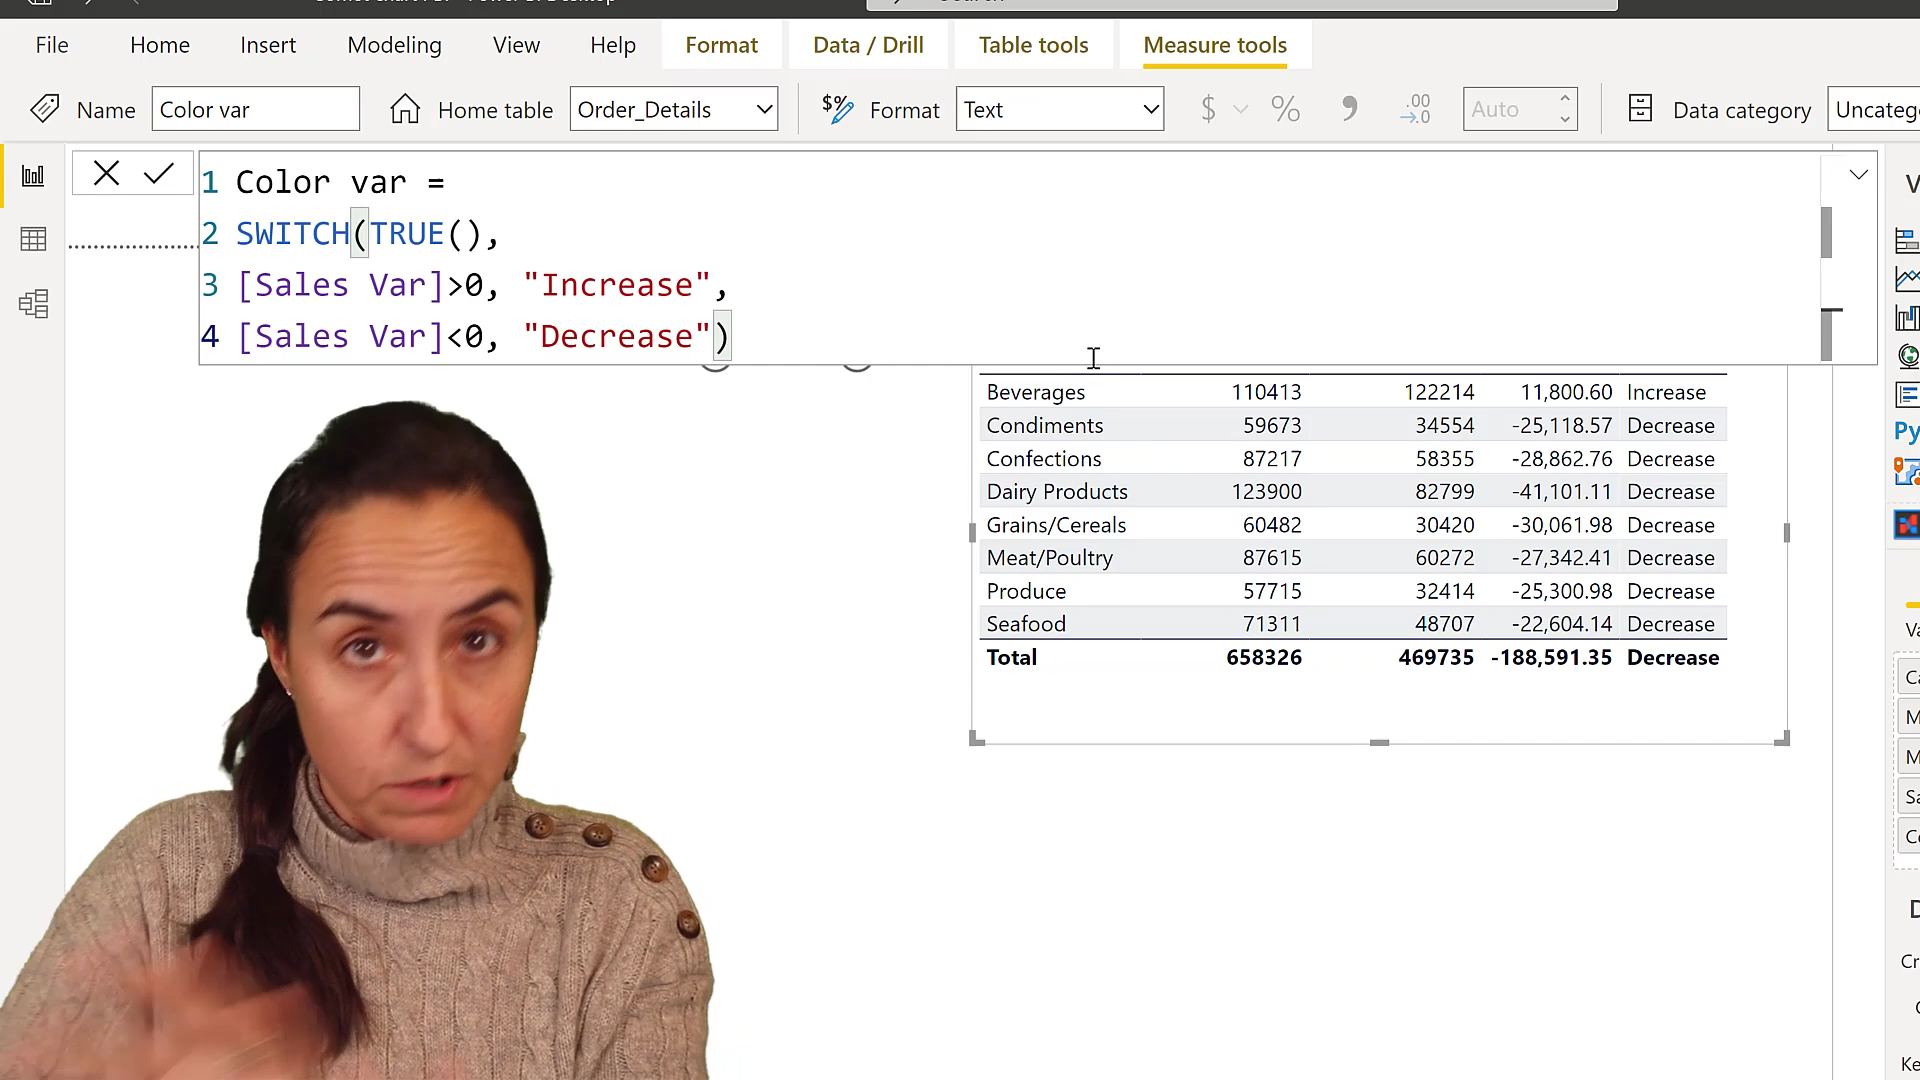 File Home Insert Modeling View Help Format Data / Drill Table tools Measure tools
Name Color var Home table Order_Details Format Text $ % Auto Data category
1 Color var =
2 SWITCH(TRUE(),
3 [Sales Var]>0, "Increase",
4 [Sales Var]<0, "Decrease")
Beverages 110413 122214 11,800.60 Increase
Condiments 59673 34554 -25,118.57 Decrease
Confections 87217 58355 -28,862.76 Decrease
Dairy Products 123900 82799 -41,101.11 Decrease
Grains/Cereals 60482 30420 -30,061.98 Decrease
Meat/Poultry 87615 60272 -27,342.41 Decrease
Produce 57715 32414 -25,300.98 Decrease
Seafood 71311 48707 -22,604.14 Decrease
Total 658326 469735 -188,591.35 Decrease
Py